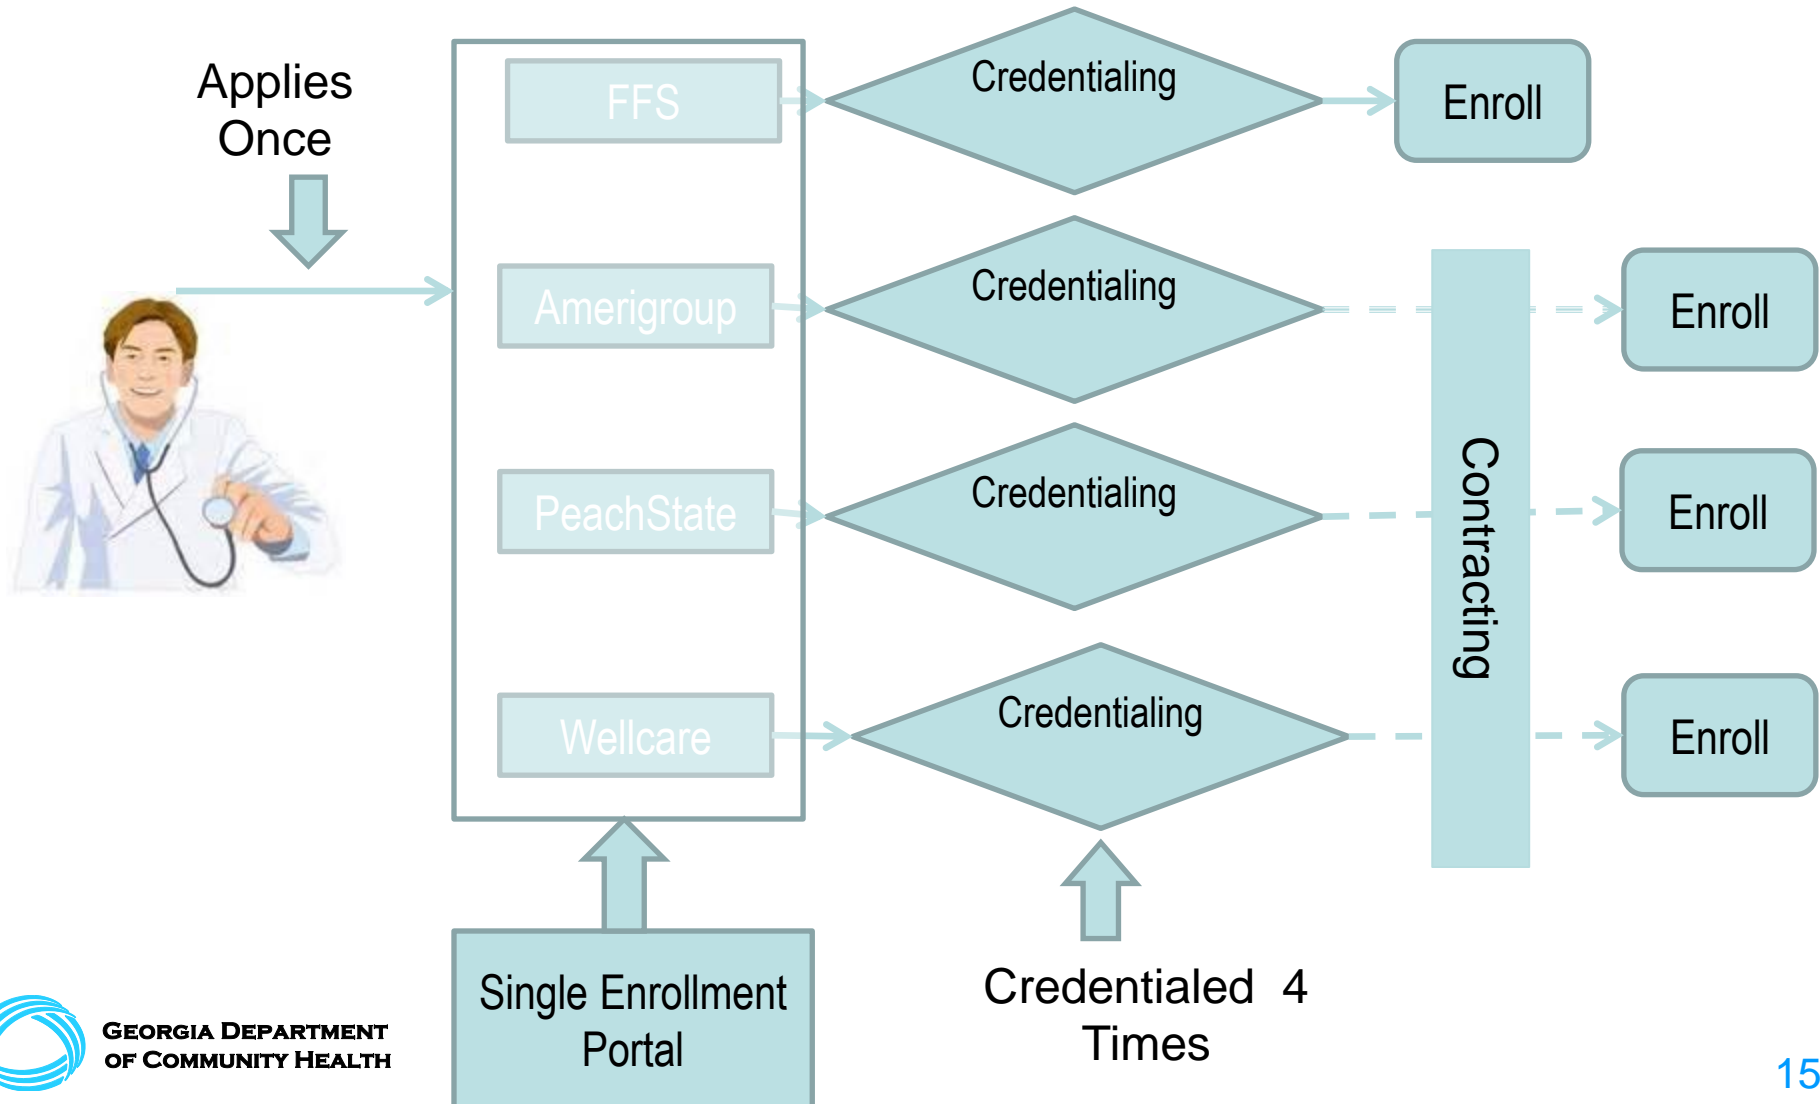 Applies
Once
FFS
Credentialing
Enroll
Amerigroup
Credentialing
Enroll
PeachState
Credentialing
Enroll
Contracting
Wellcare
Credentialing
Enroll
Single Enrollment
Portal
Credentialed 4
Times
GEORGIA DEPARTMENT
OF COMMUNITY HEALTH
15